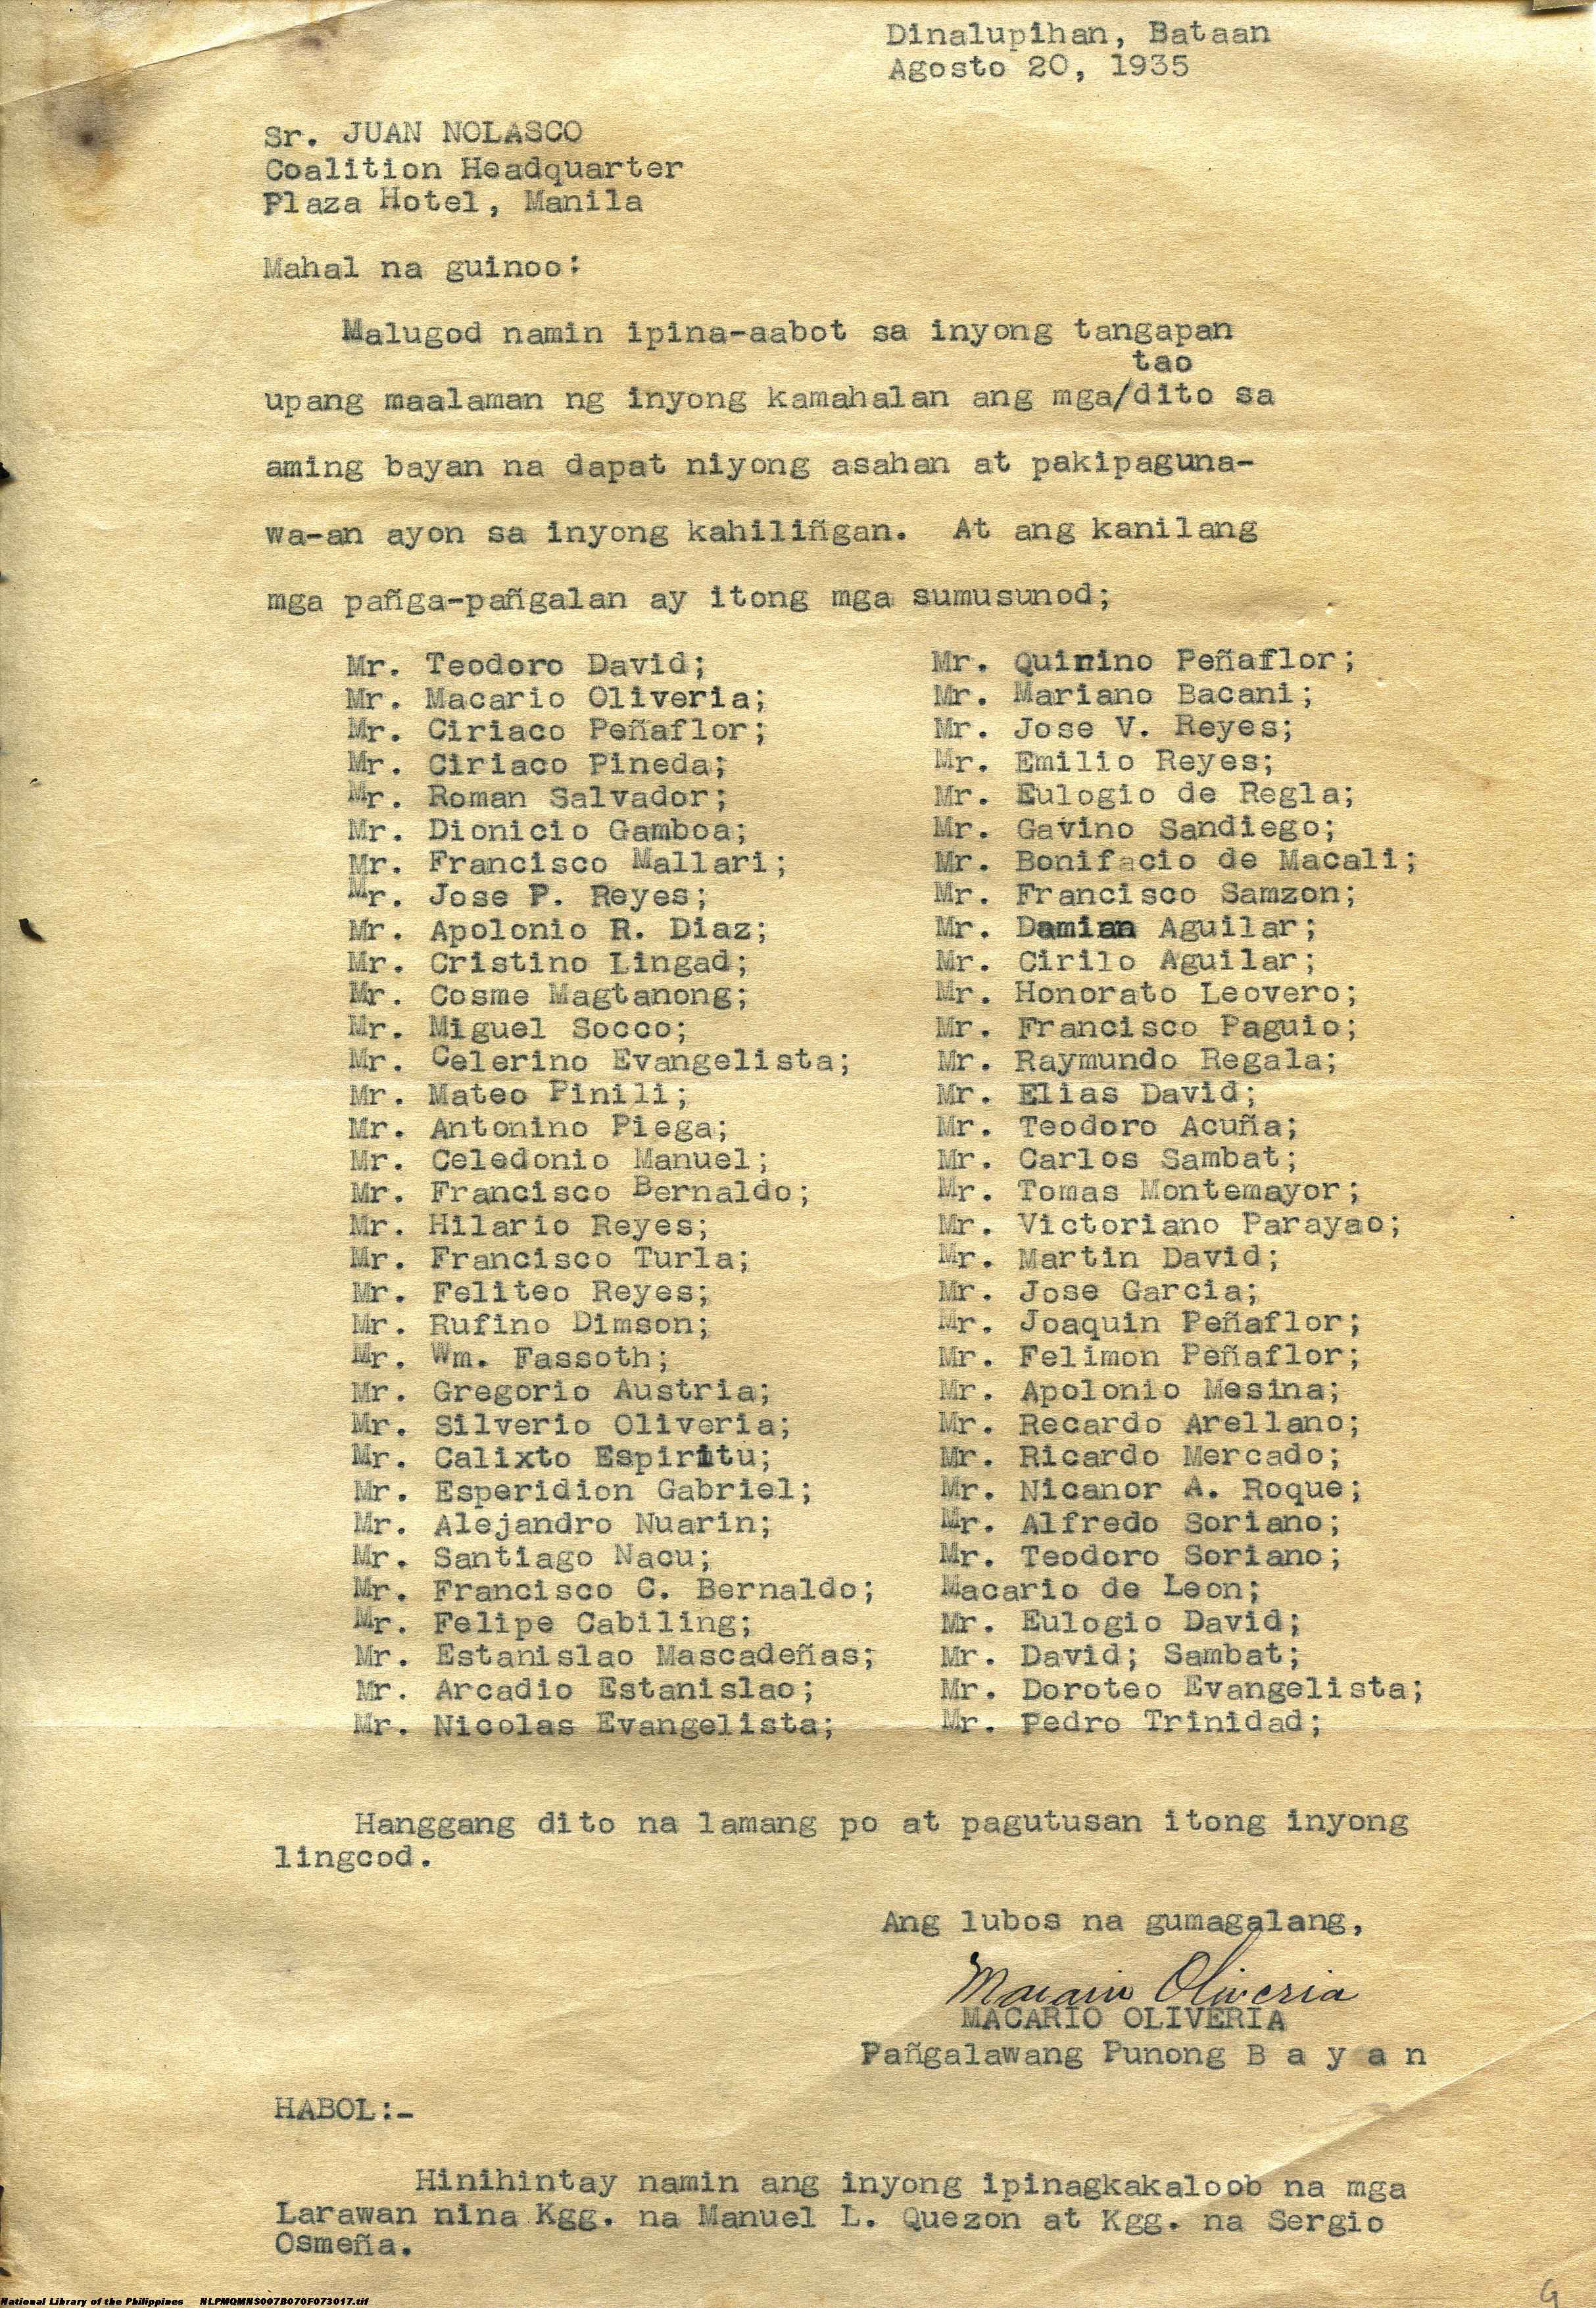 Dinalupihan, Bataan
Agosto 20, 1935
Sr. JUAN NOLASCO
Coalition Headquarter
Plaza Hotel, Manila
Mahal na guinoo:
Malugod namin ipina-aabot sa inyong tangapan
tao
upang maalaman ng inyong kamahalan ang mga/dito sa
aming bayan na dapat niyong asahan at pakipaguna-
wa-an ayon sa inyong kahiliñgan. At ang kanilang
mga pañga-pañgalan ay itong mga sumusunod;
Mr. Teodoro David;
Mr. Macario Oliveria;
Mr. Ciriaco Peñaflor;
Mr. Ciriaco Pineda;
Mr. Roman Salvador;
Mr. Dionicio Gamboa;
Mr. Francisco Mallari;
Mr. Jose P. Reyes;
Mr. Apolonio R. Diaz;
Mr. Cristino Lingad;
Mr. Cosme Magtanong;
Mr. Miguel Socco;
Mr. Celerino Evangelista;
Mr. Mateo Pinili;
Mr. Antonino Piega;
Mr. Celedonio Manuel;
Mr. Francisco Bernaldo;
Mr. Hilario Reyes;
Mr. Francisco Turla;
Mr. Feliteo Reyes;
Mr. Rufino Dimson;
Mr. Wm. Fassoth;
Mr. Gregorio Austria;
Mr. Silverio Oliveria;
Mr. Calixto Espiritu;
Mr. Esperidion Gabriel;
Mr. Alejandro Nuarin;
Mr. Santiago Nacu;
Mr. Francisco C. Bernaldo;
Mr. Felipe Cabiling;
Mr. Estanislao Mascadeñas;
Mr. Arcadio Estanislao;
Mr. Nicolas Evangelista;
Mr. Quirino Peñaflor;
Mr. Mariano Bacani;
Mr. Jose V. Reyes;
Mr. Emilio Reyes;
Mr. Eulogio de Regla;
Mr. Gavino Sandiego;
Mr. Bonifacio de Macali;
Mr. Francisco Samzon;
Mr. Damian Aguilar;
Mr. Cirilo Aguilar;
Mr. Honorato Leovero;
Mr. Francisco Paguio;
Mr. Raymundo Regala;
Mr. Elias David;
Mr. Teodoro Acuña;
Mr. Carlos Sambat;
Mr. Tomas Montemayor;
Mr. Victoriano Parayao;
Mr. Martin David;
Mr. Jose Garcia;
Mr. Joaquin Peñaflor;
Mr. Felimon Peñaflor;
Mr. Apolonio Mesina;
Mr. Recardo Arellano;
Mr. Ricardo Mercado;
Mr. Nicanor A. Roque;
Mr. Alfredo Soriano;
Mr. Teodoro Soriano;
Macario de Leon;
Mr. Eulogio David;
Mr. David; Sambat;
Mr. Doroteo Evangelista;
Mr. Pedro Trinidad;
Hanggang dito na lamang po at pagutusan itong inyong
lingcod.
Ang lubos na gumagalang,
Macario Oliveria
MACARIO OLIVERIA
Pañgalawang Punong B a y a n
HABOL:-
Hinihintay namin ang inyong ipinagkakaloob na mga
Larawan nina Kgg. na Manuel L. Quezon at Kgg. na Sergio
Osmeña.
G
National Library of the Philippines NLPMQMNS007B070F073017.tif